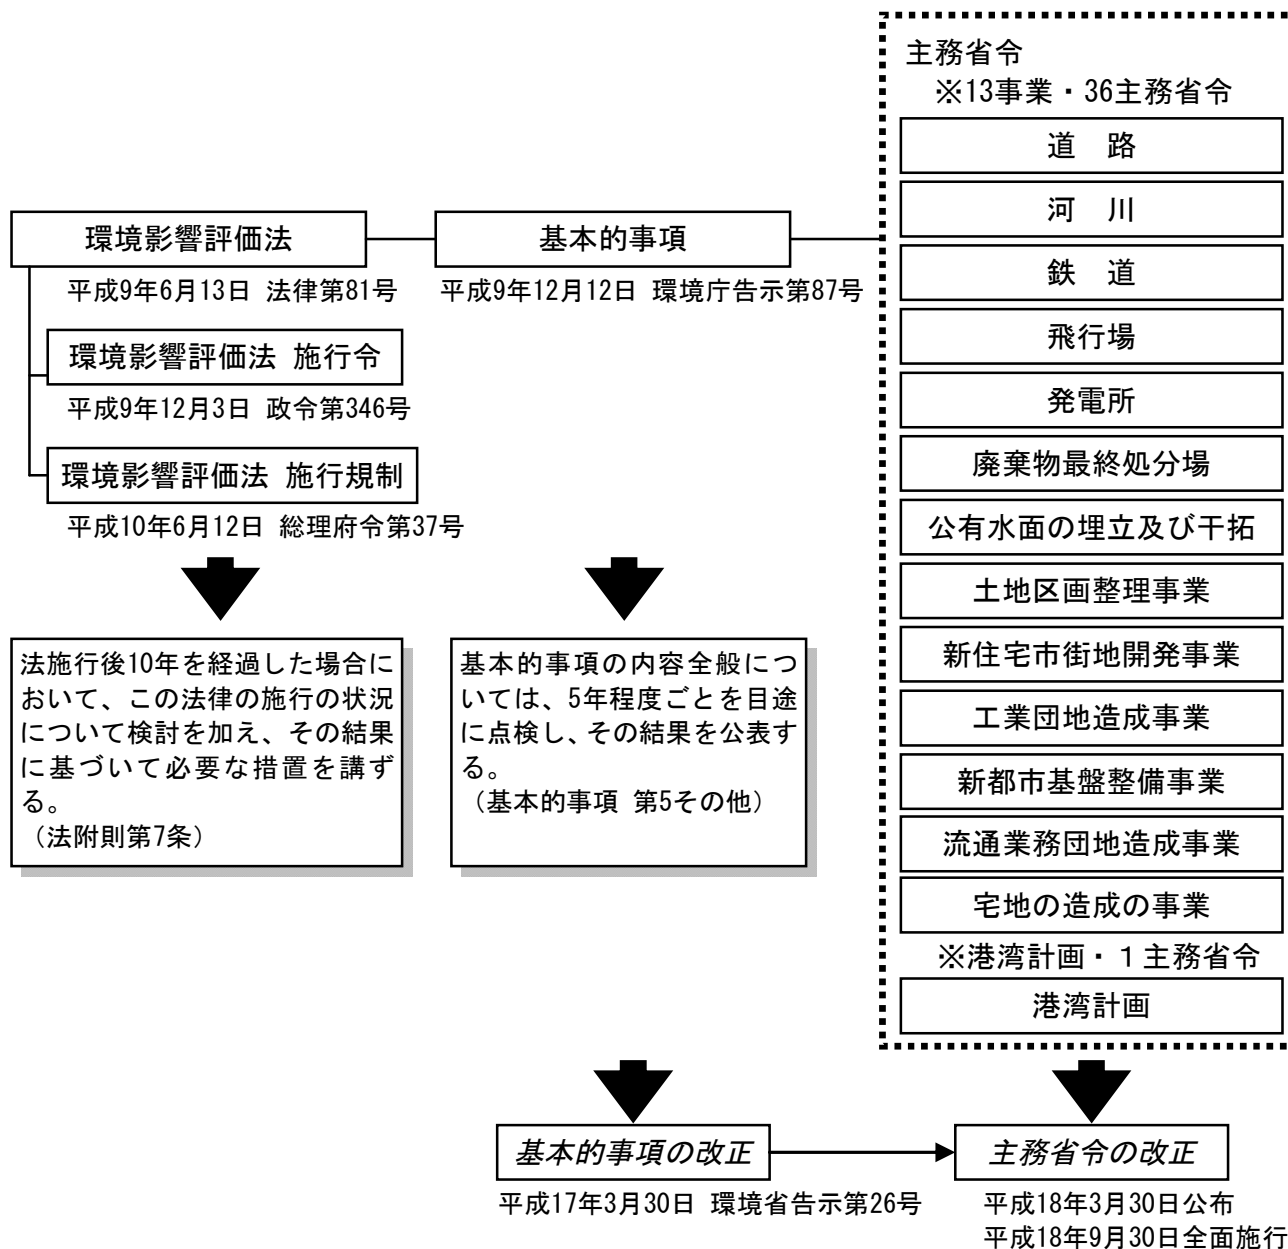 主務省令
※13事業・36主務省令
道　路
河　川
鉄　道
飛行場
発電所
廃棄物最終処分場
公有水面の埋立及び干拓
土地区画整理事業
新住宅市街地開発事業
工業団地造成事業
新都市基盤整備事業
流通業務団地造成事業
宅地の造成の事業
※港湾計画・１主務省令
港湾計画
環境影響評価法
平成9年6月13日 法律第81号
環境影響評価法 施行令
平成9年12月3日 政令第346号
環境影響評価法 施行規制
平成10年6月12日 総理府令第37号
基本的事項
平成9年12月12日 環境庁告示第87号
法施行後10年を経過した場合に
おいて、この法律の施行の状況
について検討を加え、その結果
に基づいて必要な措置を講ず
る。
（法附則第7条）
基本的事項の内容全般につ
いては、5年程度ごとを目途
に点検し、その結果を公表す
る。
（基本的事項 第5その他）
基本的事項の改正
平成17年3月30日 環境省告示第26号
主務省令の改正
平成18年3月30日公布
平成18年9月30日全面施行